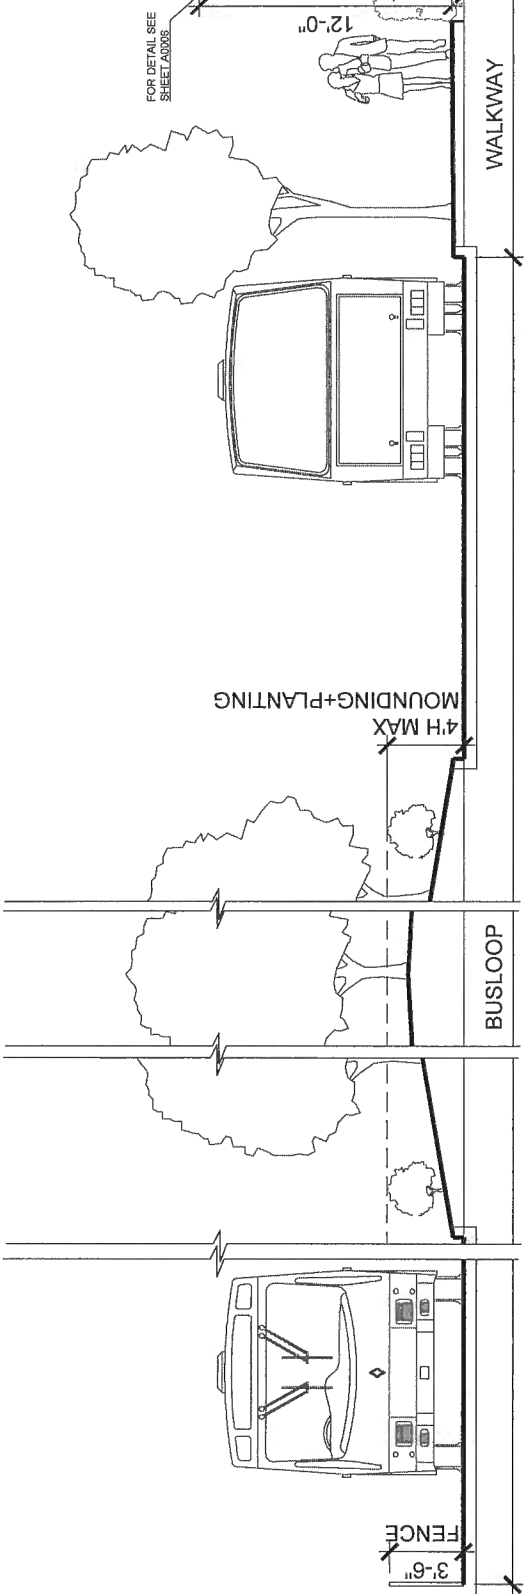 FOR DETAIL SEE
SHEET A0006
12'-0"
WALKWAY
4'H MAX
MOUNDING+PLANTING
BUSLOOP
3'-6"
FENCE